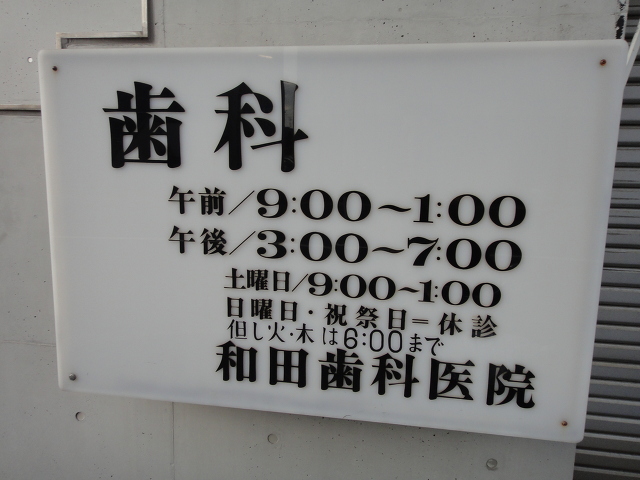 歯科
午前/9:00〜1:00
午後/3:00〜7:00
土曜日/9:00〜1:00
日曜日・祝祭日=休診
但し火・木は6:00まで
和田歯科医院